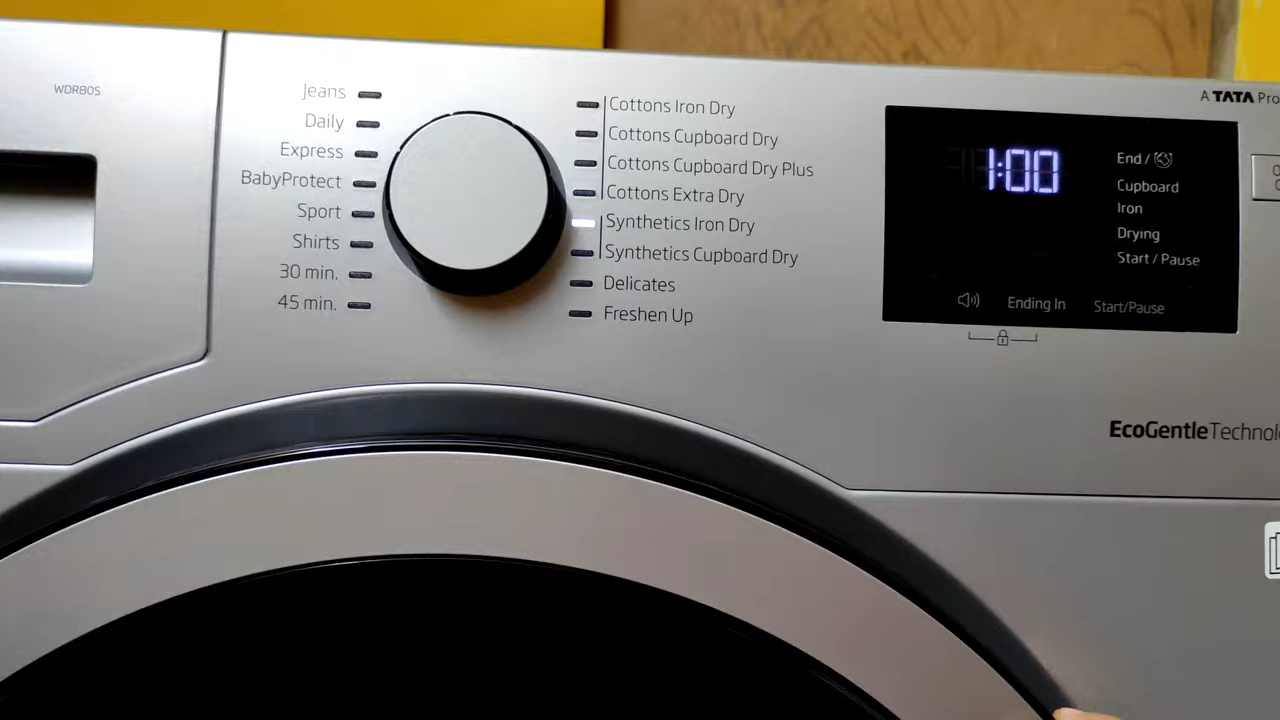 WDR80S
Jeans
Daily
Express
BabyProtect
Sport
Shirts
30 min.
45 min.
Cottons Iron Dry
Cottons Cupboard Dry
Cottons Cupboard Dry Plus
Cottons Extra Dry
Synthetics Iron Dry
Synthetics Cupboard Dry
Delicates
Freshen Up
A TATA Pro
1:00
End /
Cupboard
Iron
Drying
Start / Pause
Ending In
Start/Pause
EcoGentleTechnol